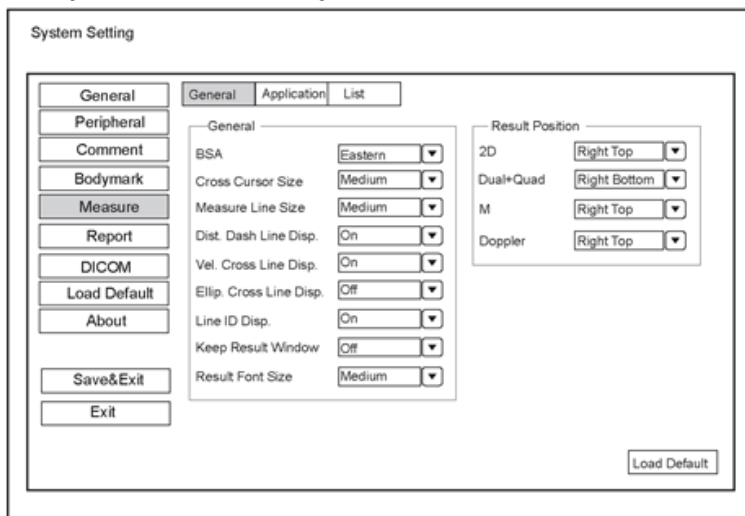 System Setting
General
Peripheral
Comment
Bodymark
Measure
Report
DICOM
Load Default
About
Save&Exit
Exit
General Application List
General
BSA Eastern
Cross Cursor Size Medium
Measure Line Size Medium
Dist. Dash Line Disp. On
Vel. Cross Line Disp. On
Ellip. Cross Line Disp. Off
Line ID Disp. On
Keep Result Window Off
Result Font Size Medium
Result Position
2D Right Top
Dual+Quad Right Bottom
M Right Top
Doppler Right Top
Load Default